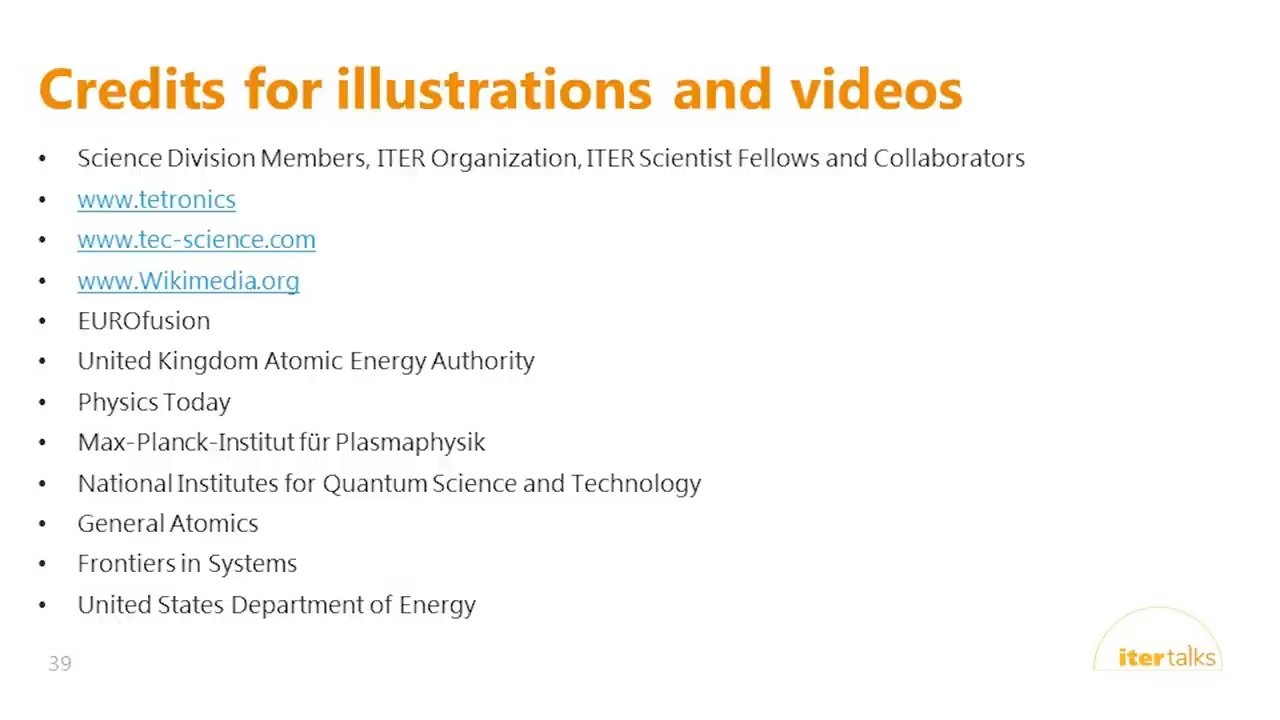 Credits for illustrations and videos
• Science Division Members, ITER Organization, ITER Scientist Fellows and Collaborators
• www.tetronics
• www.tec-science.com
• www.Wikimedia.org
• EUROfusion
• United Kingdom Atomic Energy Authority
• Physics Today
• Max-Planck-Institut für Plasmaphysik
• National Institutes for Quantum Science and Technology
• General Atomics
• Frontiers in Systems
• United States Department of Energy
39
iter talks